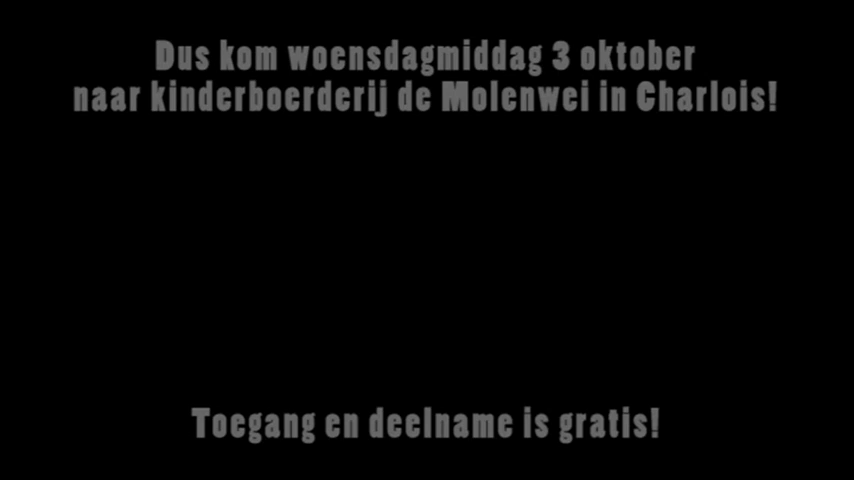 Dus kom woensdagmiddag 3 oktober
naar kinderboerderij de Molenwei in Charlois!
Toegang en deelname is gratis!